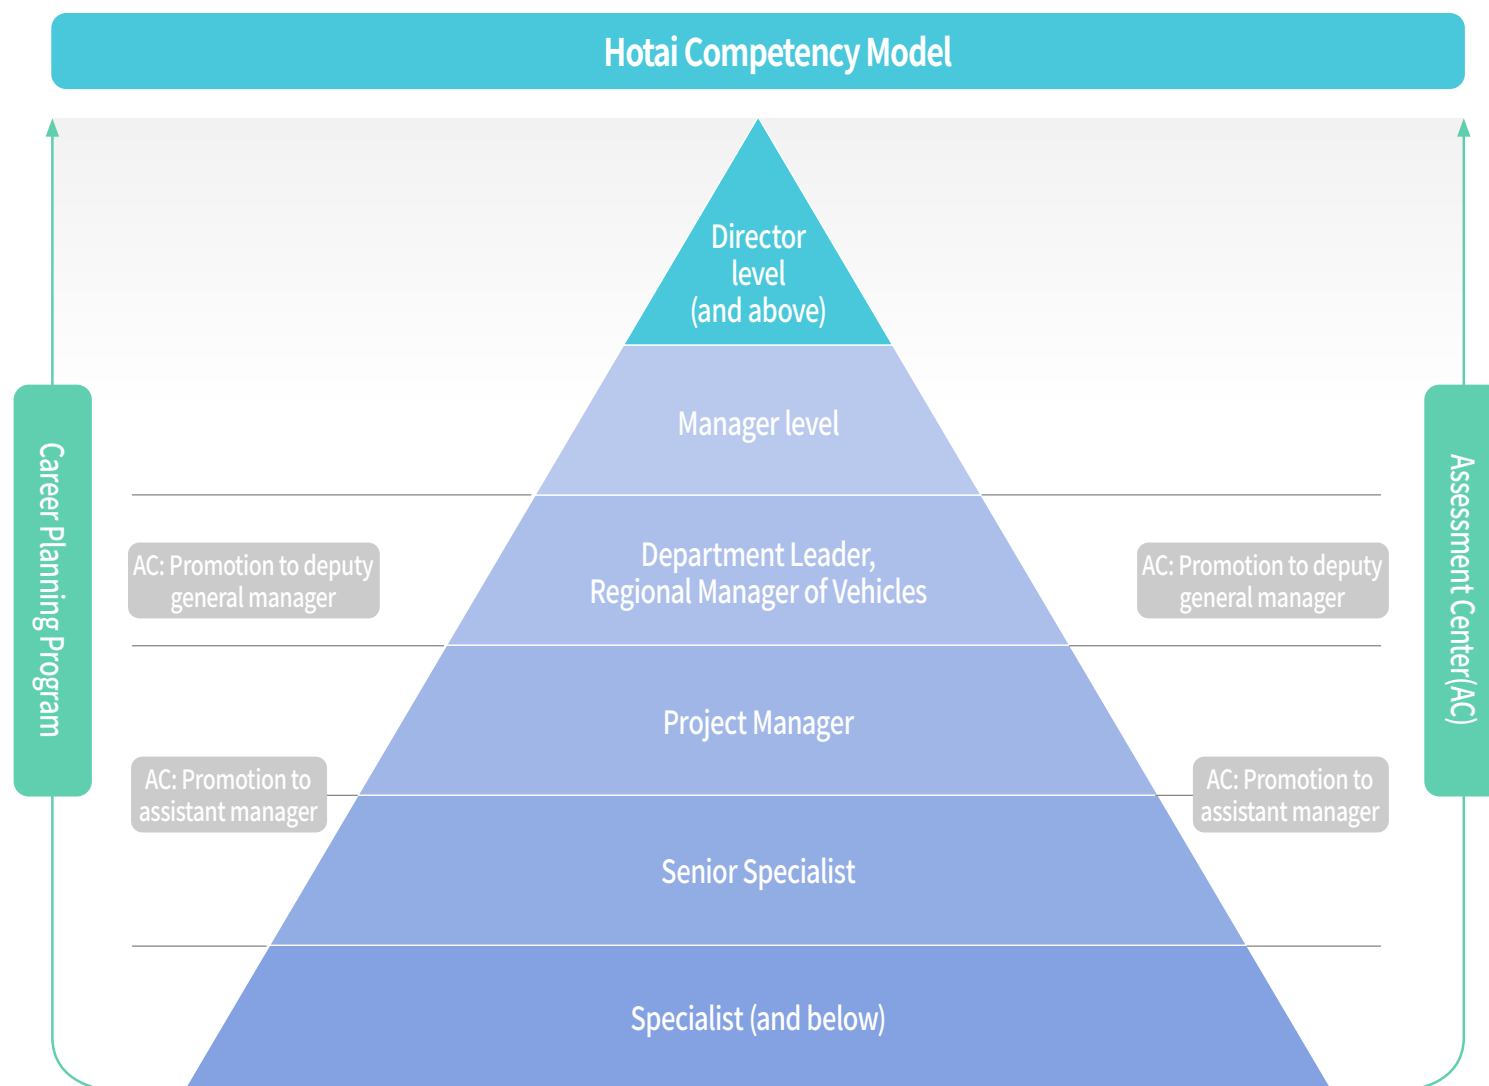 Hotai Competency Model
Director
level
(and above)
Manager level
Career Planning Program
Assessment Center(AC)
AC: Promotion to deputy
general manager
Department Leader,
Regional Manager of Vehicles
AC: Promotion to deputy
general manager
Project Manager
AC: Promotion to
assistant manager
AC: Promotion to
assistant manager
Senior Specialist
Specialist (and below)